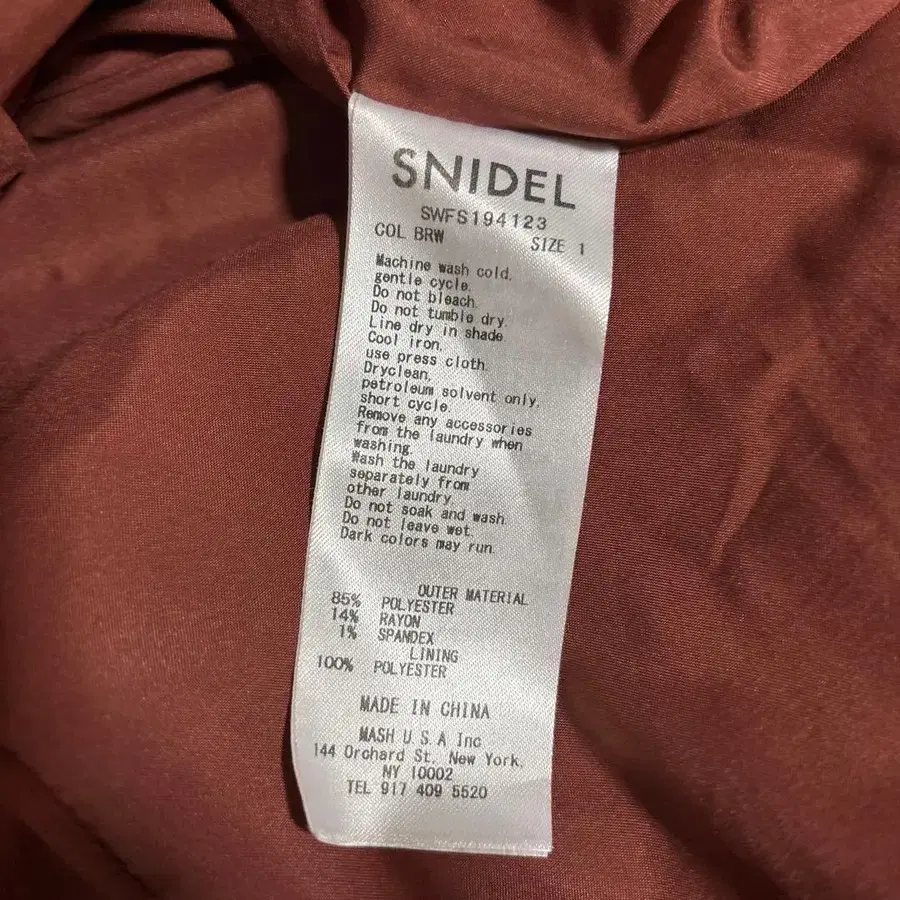 SNIDEL
SWFS194123
COL BRW SIZE 1
Machine wash cold.
gentle cycle.
Do not bleach.
Do not tumble dry.
Line dry in shade.
Cool iron.
use press cloth.
Dryclean,
petroleum solvent only.
short cycle.
Remove any accessories
from the laundry when
washing.
Wash the laundry
separately from
other laundry.
Do not soak and wash.
Do not leave wet.
Dark colors may run.
OUTER MATERIAL
85% POLYESTER
14% RAYON
1% SPANDEX
LINING
100% POLYESTER
MADE IN CHINA
MASH U S A Inc
144 Orchard St. New York.
NY 10002
TEL 917 409 5520